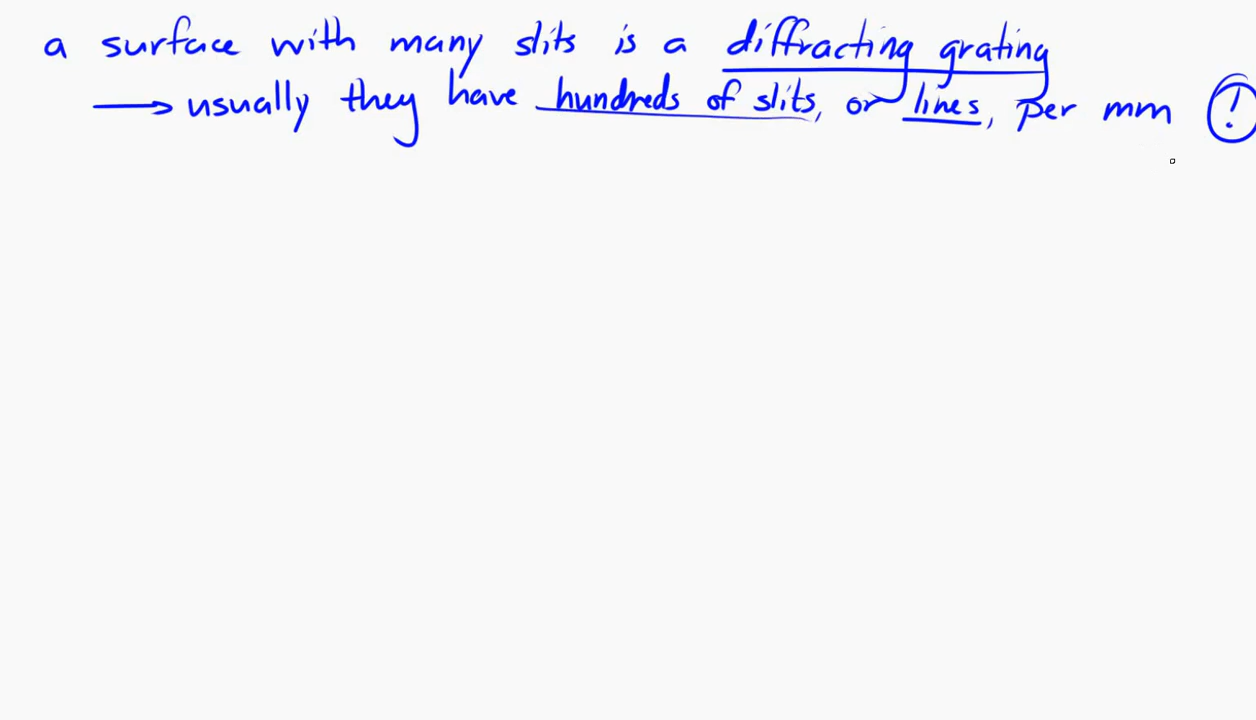 a surface with many slits is a diffracting grating
→ usually they have hundreds of slits, or lines, per mm !